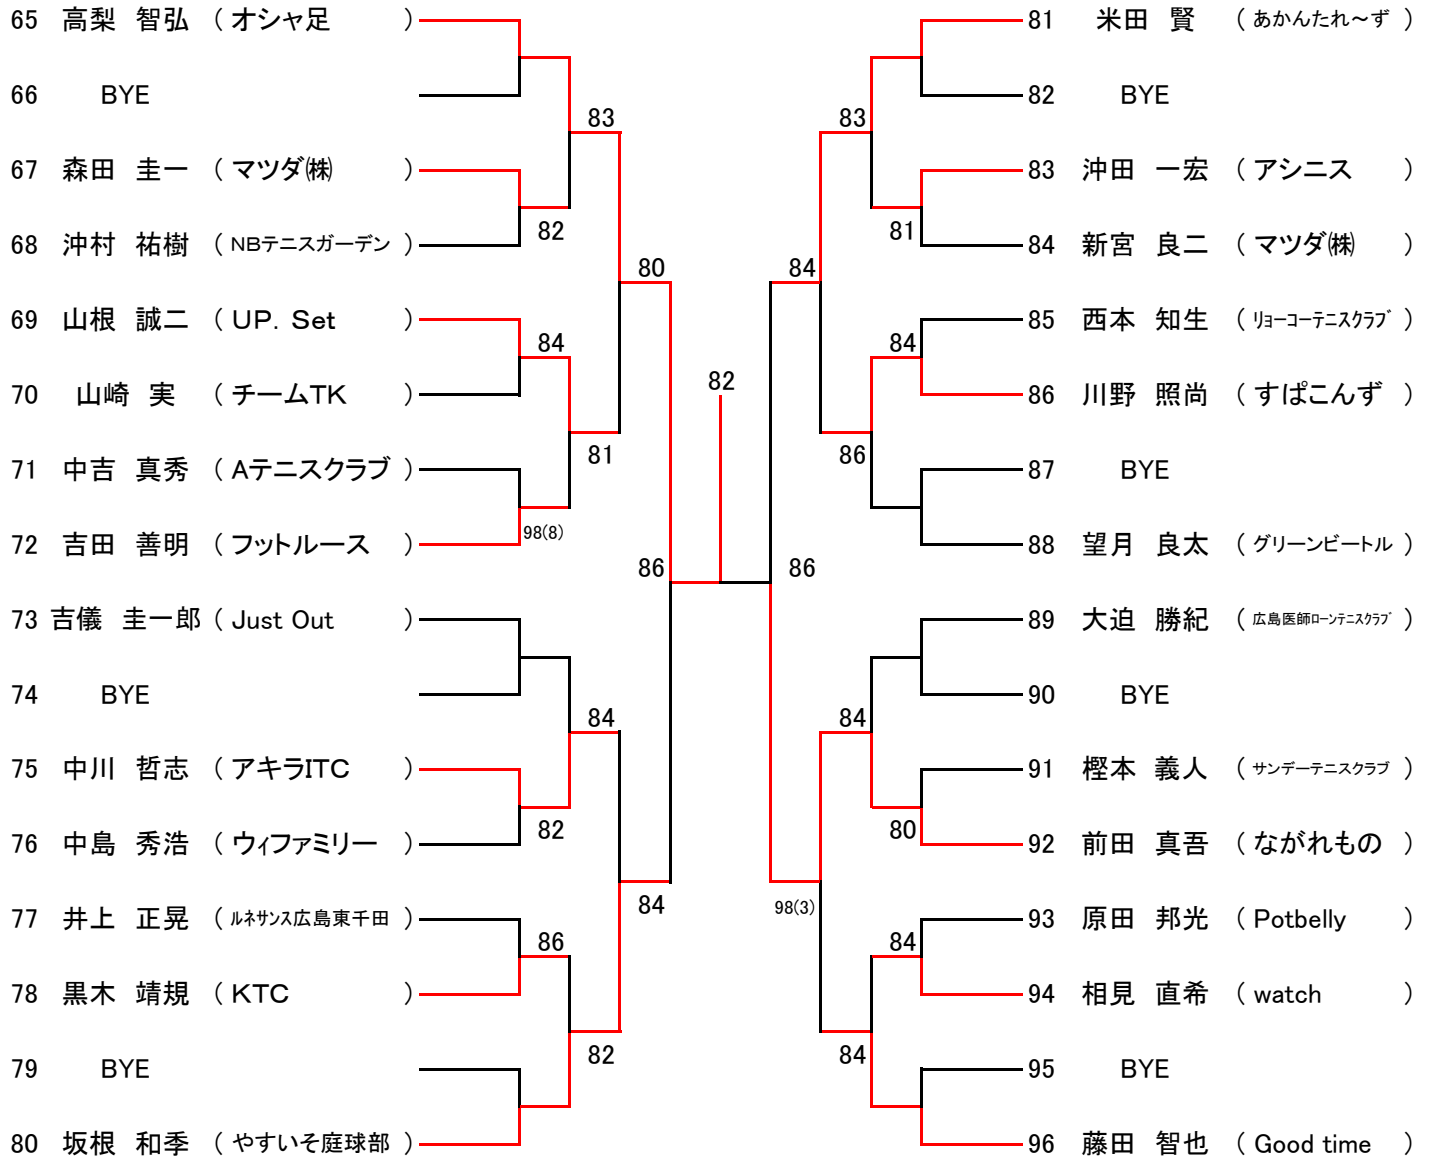 65 高梨 智弘 ( オシャ足 )
66 BYE
67 森田 圭一 ( マツダ㈱ )
68 沖村 祐樹 ( NBテニスガーデン )
69 山根 誠二 ( UP．Set )
70 山崎 実 ( チームTK )
71 中吉 真秀 ( Aテニスクラブ )
72 吉田 善明 ( フットルース )
73 吉儀 圭一郎 ( Just Out )
74 BYE
75 中川 哲志 ( アキラITC )
76 中島 秀浩 ( ウィファミリー )
77 井上 正晃 ( ﾙﾈｻﾝｽ広島東千田 )
78 黒木 靖規 ( KTC )
79 BYE
80 坂根 和季 ( やすいそ庭球部 )
83
82
80
84
81
98(8)
86
84
82
84
86
82
82
83
81
84
84
86
86
84
80
98(3)
84
84
81 米田 賢 ( あかんたれ～ず )
82 BYE
83 沖田 一宏 ( アシニス )
84 新宮 良二 ( マツダ㈱ )
85 西本 知生 ( ﾘｮｰｺｰﾃﾆｽｸﾗﾌﾞ )
86 川野 照尚 ( すぱこんず )
87 BYE
88 望月 良太 ( グリーンビートル )
89 大迫 勝紀 ( 広島医師ﾛｰﾝﾃﾆｽｸﾗﾌﾞ )
90 BYE
91 樫本 義人 ( サンデーテニスクラブ )
92 前田 真吾 ( ながれもの )
93 原田 邦光 ( Potbelly )
94 相見 直希 ( watch )
95 BYE
96 藤田 智也 ( Good time )